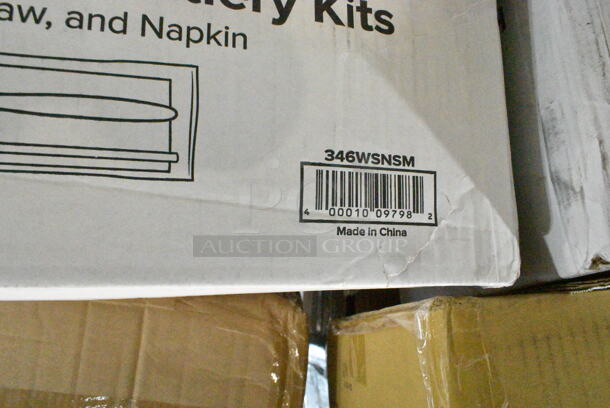 Kits
aw, and Napkin
346WSNSM
4 00010 09798 2
Made in China
AUCTION GROUP